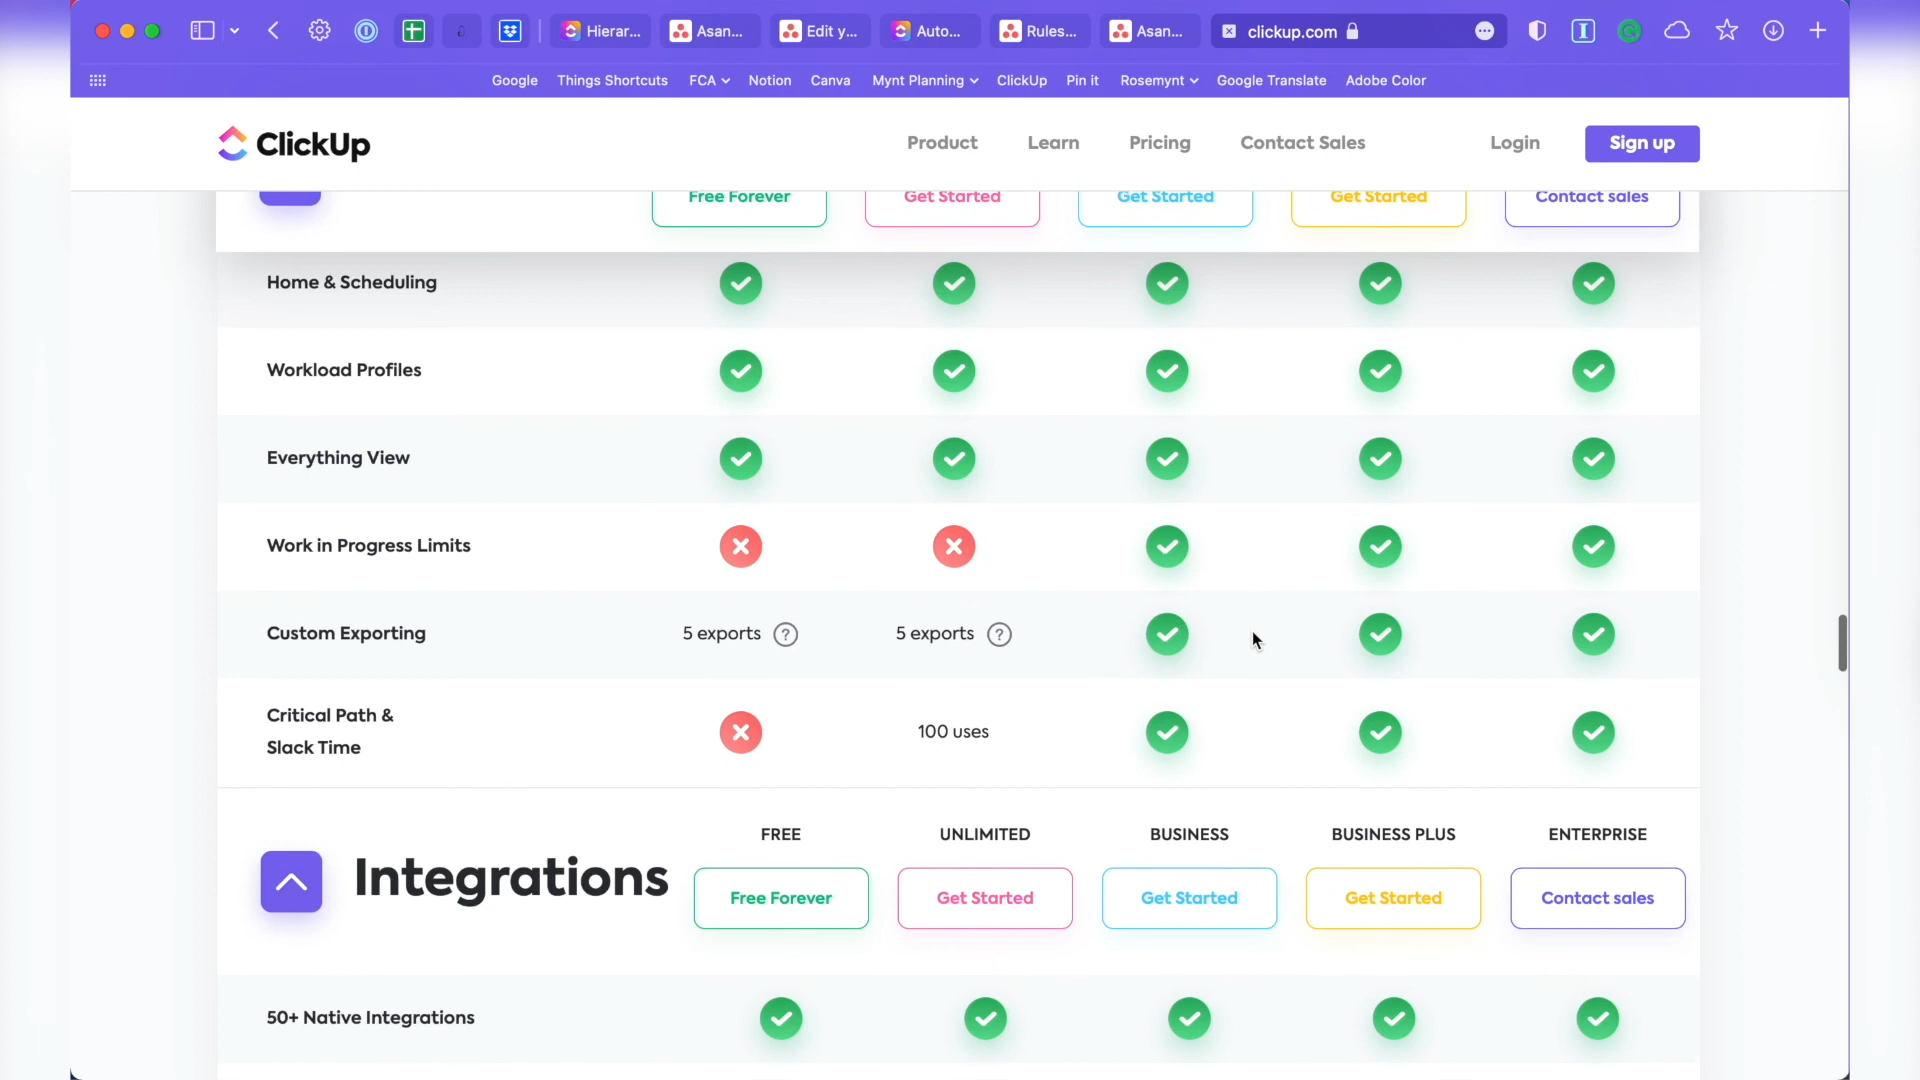 Hierar...
Asan...
Edit y...
Auto...
Rules...
Asan...
clickup.com
Google
Things Shortcuts
FCA
Notion
Canva
Mynt Planning
ClickUp
Pin it
Rosemynt
Google Translate
Adobe Color
ClickUp
Product
Learn
Pricing
Contact Sales
Login
Sign up
Free Forever
Get Started
Get Started
Get Started
Contact sales
Home & Scheduling
Workload Profiles
Everything View
Work in Progress Limits
Custom Exporting
5 exports ?
5 exports ?
Critical Path &
Slack Time
100 uses
Integrations
FREE
UNLIMITED
BUSINESS
BUSINESS PLUS
ENTERPRISE
Free Forever
Get Started
Get Started
Get Started
Contact sales
50+ Native Integrations